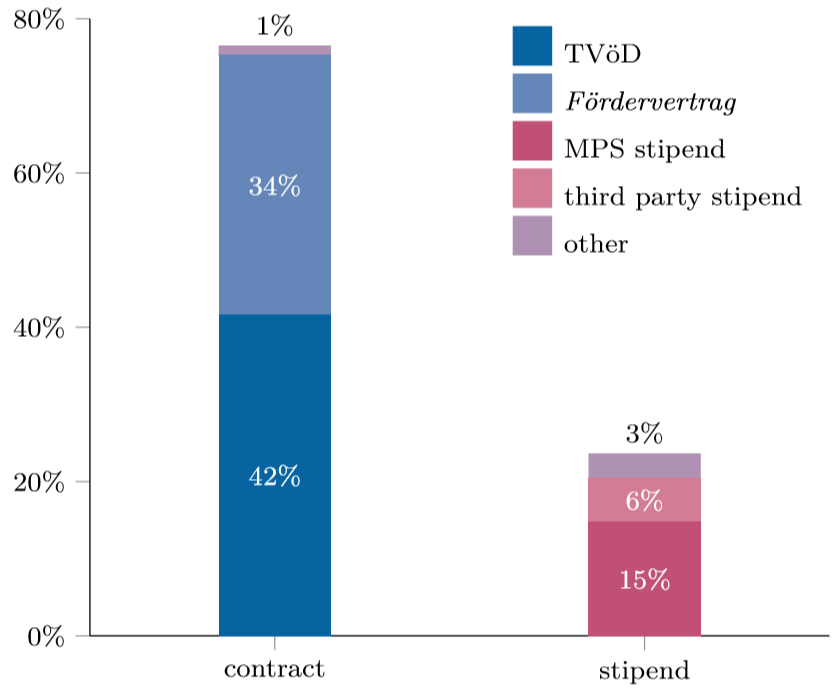 80%
60%
40%
20%
0%
1%
34%
42%
3%
6%
15%
contract
stipend
TVöD
Fördervertrag
MPS stipend
third party stipend
other